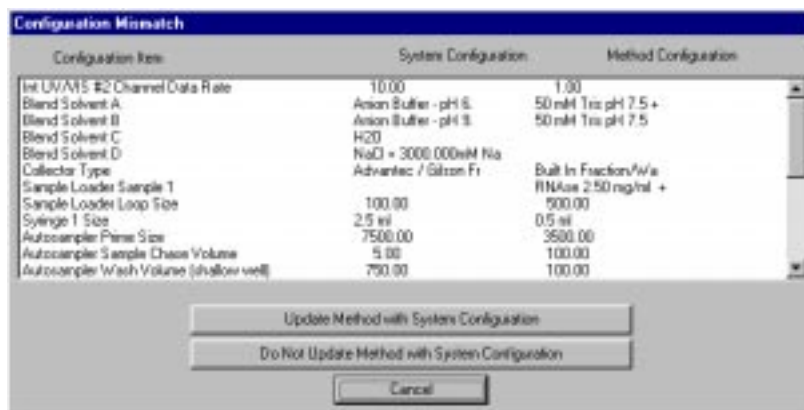 Configuration Mismatch
Configuration Item System Configuration Method Configuration
Int UV/VIS #2 Channel Data Rate 10.00 1.00
Blend Solvent A Anion Buffer - pH 6. 50 mM Tris pH 7.5 +
Blend Solvent B Anion Buffer - pH 9. 50 mM Tris pH 7.5
Blend Solvent C H2O
Blend Solvent D NaCl = 3000.000mM Na
Collector Type Advantec / Gilson Fr Built In Fraction/Wa
Sample Loader Sample 1 RNAse 2.50 mg/ml +
Sample Loader Loop Size 100.00 500.00
Syringe 1 Size 2.5 ml 0.5 ml
Autosampler Prime Size 7500.00 3500.00
Autosampler Sample Chase Volume 5.00 100.00
Autosampler Wash Volume (shallow well) 750.00 100.00
Update Method with System Configuration
Do Not Update Method with System Configuration
Cancel